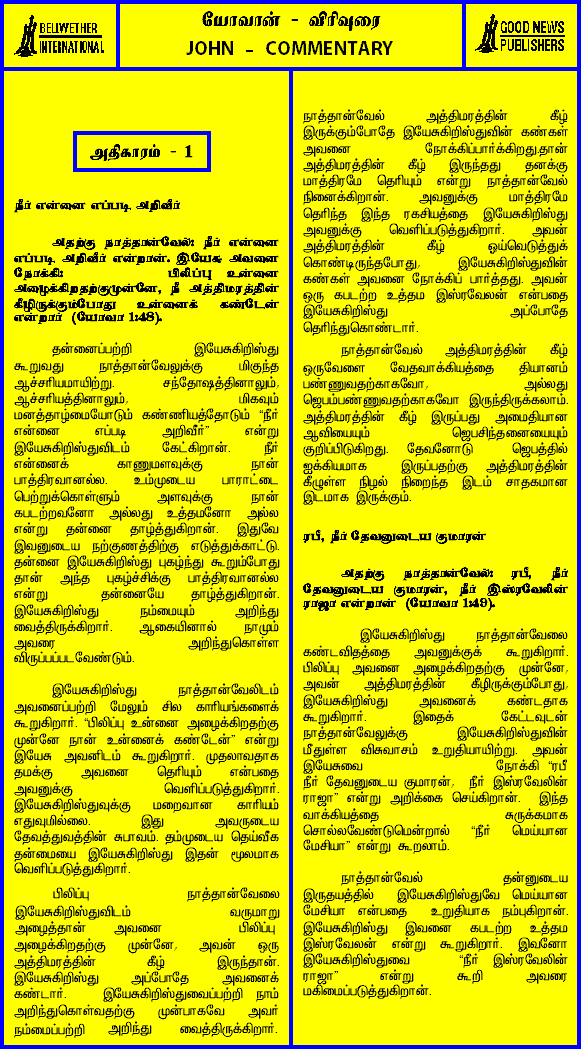 BELWETHER
INTERNATIONAL
யோவான் - விரிவுரை
JOHN - COMMENTARY
GOOD NEWS
PUBLISHERS
அதிகாரம் - 1
நீர் என்னை எப்படி அறிவீர்
அதற்கு நாத்தான்வேல்: நீர் என்னை
எப்படி அறிவீர் என்றான். இயேசு அவனை
நோக்கி: பிலிப்பு உன்னை
அழைக்கிறதற்குமுன்னே, நீ அத்திமரத்தின்
கீழிருக்கும்போது உன்னைக் கண்டேன்
என்றார் (யோவா 1:48).
தன்னைப்பற்றி இயேசுகிறிஸ்து
கூறுவது நாத்தான்வேலுக்கு மிகுந்த
ஆச்சரியமாயிற்று. சந்தோஷத்தினாலும்,
ஆச்சரியத்தினாலும், மிகவும்
மனத்தாழ்மையோடும் கண்ணியத்தோடும் “நீர்
என்னை எப்படி அறிவீர்” என்று
இயேசுகிறிஸ்துவிடம் கேட்கிறான். நீர்
என்னைக் காணுமளவுக்கு நான்
பாத்திரவானல்ல. உம்முடைய பாராட்டை
பெற்றுக்கொள்ளும் அளவுக்கு நான்
கபடற்றவனோ அல்லது உத்தமனோ அல்ல
என்று தன்னை தாழ்த்துகிறான். இதுவே
இவனுடைய நற்குணத்திற்கு எடுத்துக்காட்டு.
தன்னை இயேசுகிறிஸ்து புகழ்ந்து கூறும்போது
தான் அந்த புகழ்ச்சிக்கு பாத்திரவானல்ல
என்று தன்னையே தாழ்த்துகிறான்.
இயேசுகிறிஸ்து நம்மையும் அறிந்து
வைத்திருக்கிறார். ஆகையினால் நாமும்
அவரை அறிந்துகொள்ள
விருப்பப்படவேண்டும்.
இயேசுகிறிஸ்து நாத்தான்வேலிடம்
அவனைப்பற்றி மேலும் சில காரியங்களைக்
கூறுகிறார். “பிலிப்பு உன்னை அழைக்கிறதற்கு
முன்னே நான் உன்னைக் கண்டேன்” என்று
இயேசு அவனிடம் கூறுகிறார். முதலாவதாக
தமக்கு அவனை தெரியும் என்பதை
அவனுக்கு வெளிப்படுத்துகிறார்.
இயேசுகிறிஸ்துவுக்கு மறைவான காரியம்
எதுவுமில்லை. இது அவருடைய
தேவத்துவத்தின் சுபாவம். தம்முடைய தெய்வீக
தன்மையை இயேசுகிறிஸ்து இதன் மூலமாக
வெளிப்படுத்துகிறார்.
பிலிப்பு நாத்தான்வேலை
இயேசுகிறிஸ்துவிடம் வருமாறு
அழைத்தான் அவனை பிலிப்பு
அழைக்கிறதற்கு முன்னே, அவன் ஒரு
அத்திமரத்தின் கீழ் இருந்தான்.
இயேசுகிறிஸ்து அப்போதே அவனைக்
கண்டார். இயேசுகிறிஸ்துவைப்பற்றி நாம்
அறிந்துகொள்வதற்கு முன்பாகவே அவர்
நம்மைப்பற்றி அறிந்து வைத்திருக்கிறார்.
நாத்தான்வேல் அத்திமரத்தின் கீழ்
இருக்கும்போதே இயேசுகிறிஸ்துவின் கண்கள்
அவனை நோக்கிப்பார்க்கிறது.தான்
அத்திமரத்தின் கீழ் இருந்தது தனக்கு
மாத்திரமே தெரியும் என்று நாத்தான்வேல்
நினைக்கிறான். அவனுக்கு மாத்திரமே
தெரிந்த இந்த ரகசியத்தை இயேசுகிறிஸ்து
அவனுக்கு வெளிப்படுத்துகிறார். அவன்
அத்திமரத்தின் கீழ் ஓய்வெடுத்துக்
கொண்டிருந்தபோது, இயேசுகிறிஸ்துவின்
கண்கள் அவனை நோக்கிப் பார்த்தது. அவன்
ஒரு கபடற்ற உத்தம இஸ்ரவேலன் என்பதை
இயேசுகிறிஸ்து அப்போதே
தெரிந்துகொண்டார்.
நாத்தான்வேல் அத்திமரத்தின் கீழ்
ஒருவேளை வேதவாக்கியத்தை தியானம்
பண்ணுவதற்காகவோ, அல்லது
ஜெபம்பண்ணுவதற்காகவோ இருந்திருக்கலாம்.
அத்திமரத்தின் கீழ் இருப்பது அமைதியான
ஆவியையும் ஜெபசிந்தனையையும்
குறிப்பிடுகிறது. தேவனோடு ஜெபத்தில்
ஐக்கியமாக இருப்பதற்கு அத்திமரத்தின்
கீழுள்ள நிழல் நிறைந்த இடம் சாதகமான
இடமாக இருக்கும்.
ரபீ, நீர் தேவனுடைய குமாரன்
அதற்கு நாத்தான்வேல்: ரபீ, நீர்
தேவனுடைய குமாரன், நீர் இஸ்ரவேலின்
ராஜா என்றான் (யோவா 1:49).
இயேசுகிறிஸ்து நாத்தான்வேலை
கண்டவிதத்தை அவனுக்குக் கூறுகிறார்.
பிலிப்பு அவனை அழைக்கிறதற்கு முன்னே,
அவன் அத்திமரத்தின் கீழிருக்கும்போது,
இயேசுகிறிஸ்து அவனைக் கண்டதாக
கூறுகிறார். இதைக் கேட்டவுடன்
நாத்தான்வேலுக்கு இயேசுகிறிஸ்துவின்
மீதுள்ள விசுவாசம் உறுதியாயிற்று. அவன்
இயேசுவை நோக்கி “ரபீ
நீர் தேவனுடைய குமாரன், நீர் இஸ்ரவேலின்
ராஜா” என்று அறிக்கை செய்கிறான். இந்த
வாக்கியத்தை சுருக்கமாக
சொல்லவேண்டுமென்றால் “நீர் மெய்யான
மேசியா” என்று கூறலாம்.
நாத்தான்வேல் தன்னுடைய
இருதயத்தில் இயேசுகிறிஸ்துவே மெய்யான
மேசியா என்பதை உறுதியாக நம்புகிறான்.
இயேசுகிறிஸ்து இவனை கபடற்ற உத்தம
இஸ்ரவேலன் என்று கூறுகிறார். இவனோ
இயேசுகிறிஸ்துவை “நீர் இஸ்ரவேலின்
ராஜா” என்று கூறி அவரை
மகிமைப்படுத்துகிறான்.